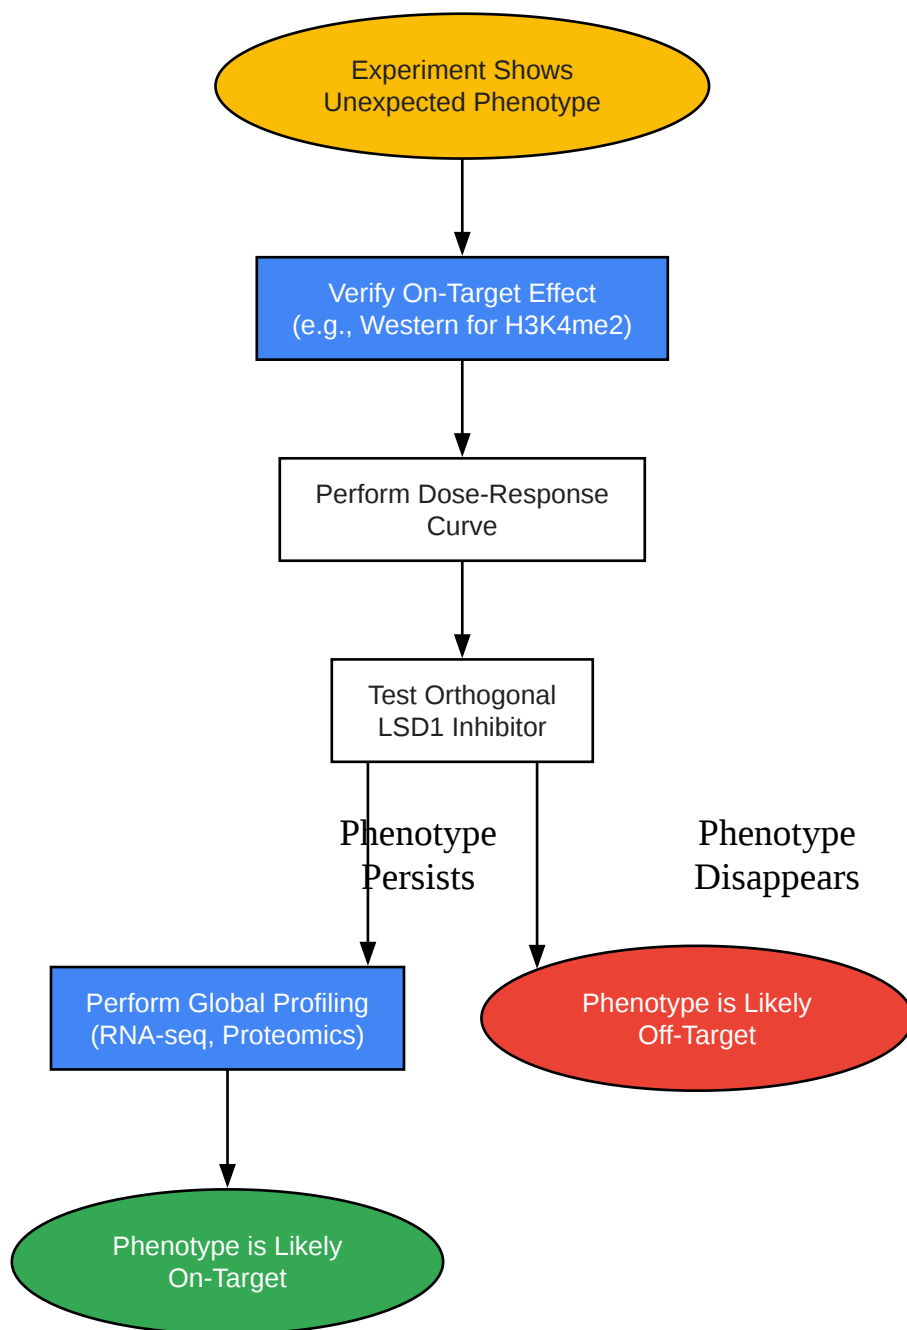 Experiment Shows
Unexpected Phenotype
Verify On-Target Effect
(e.g., Western for H3K4me2)
Perform Dose-Response
Curve
Test Orthogonal
LSD1 Inhibitor
Phenotype
Persists
Phenotype
Disappears
Perform Global Profiling
(RNA-seq, Proteomics)
Phenotype is Likely
Off-Target
Phenotype is Likely
On-Target